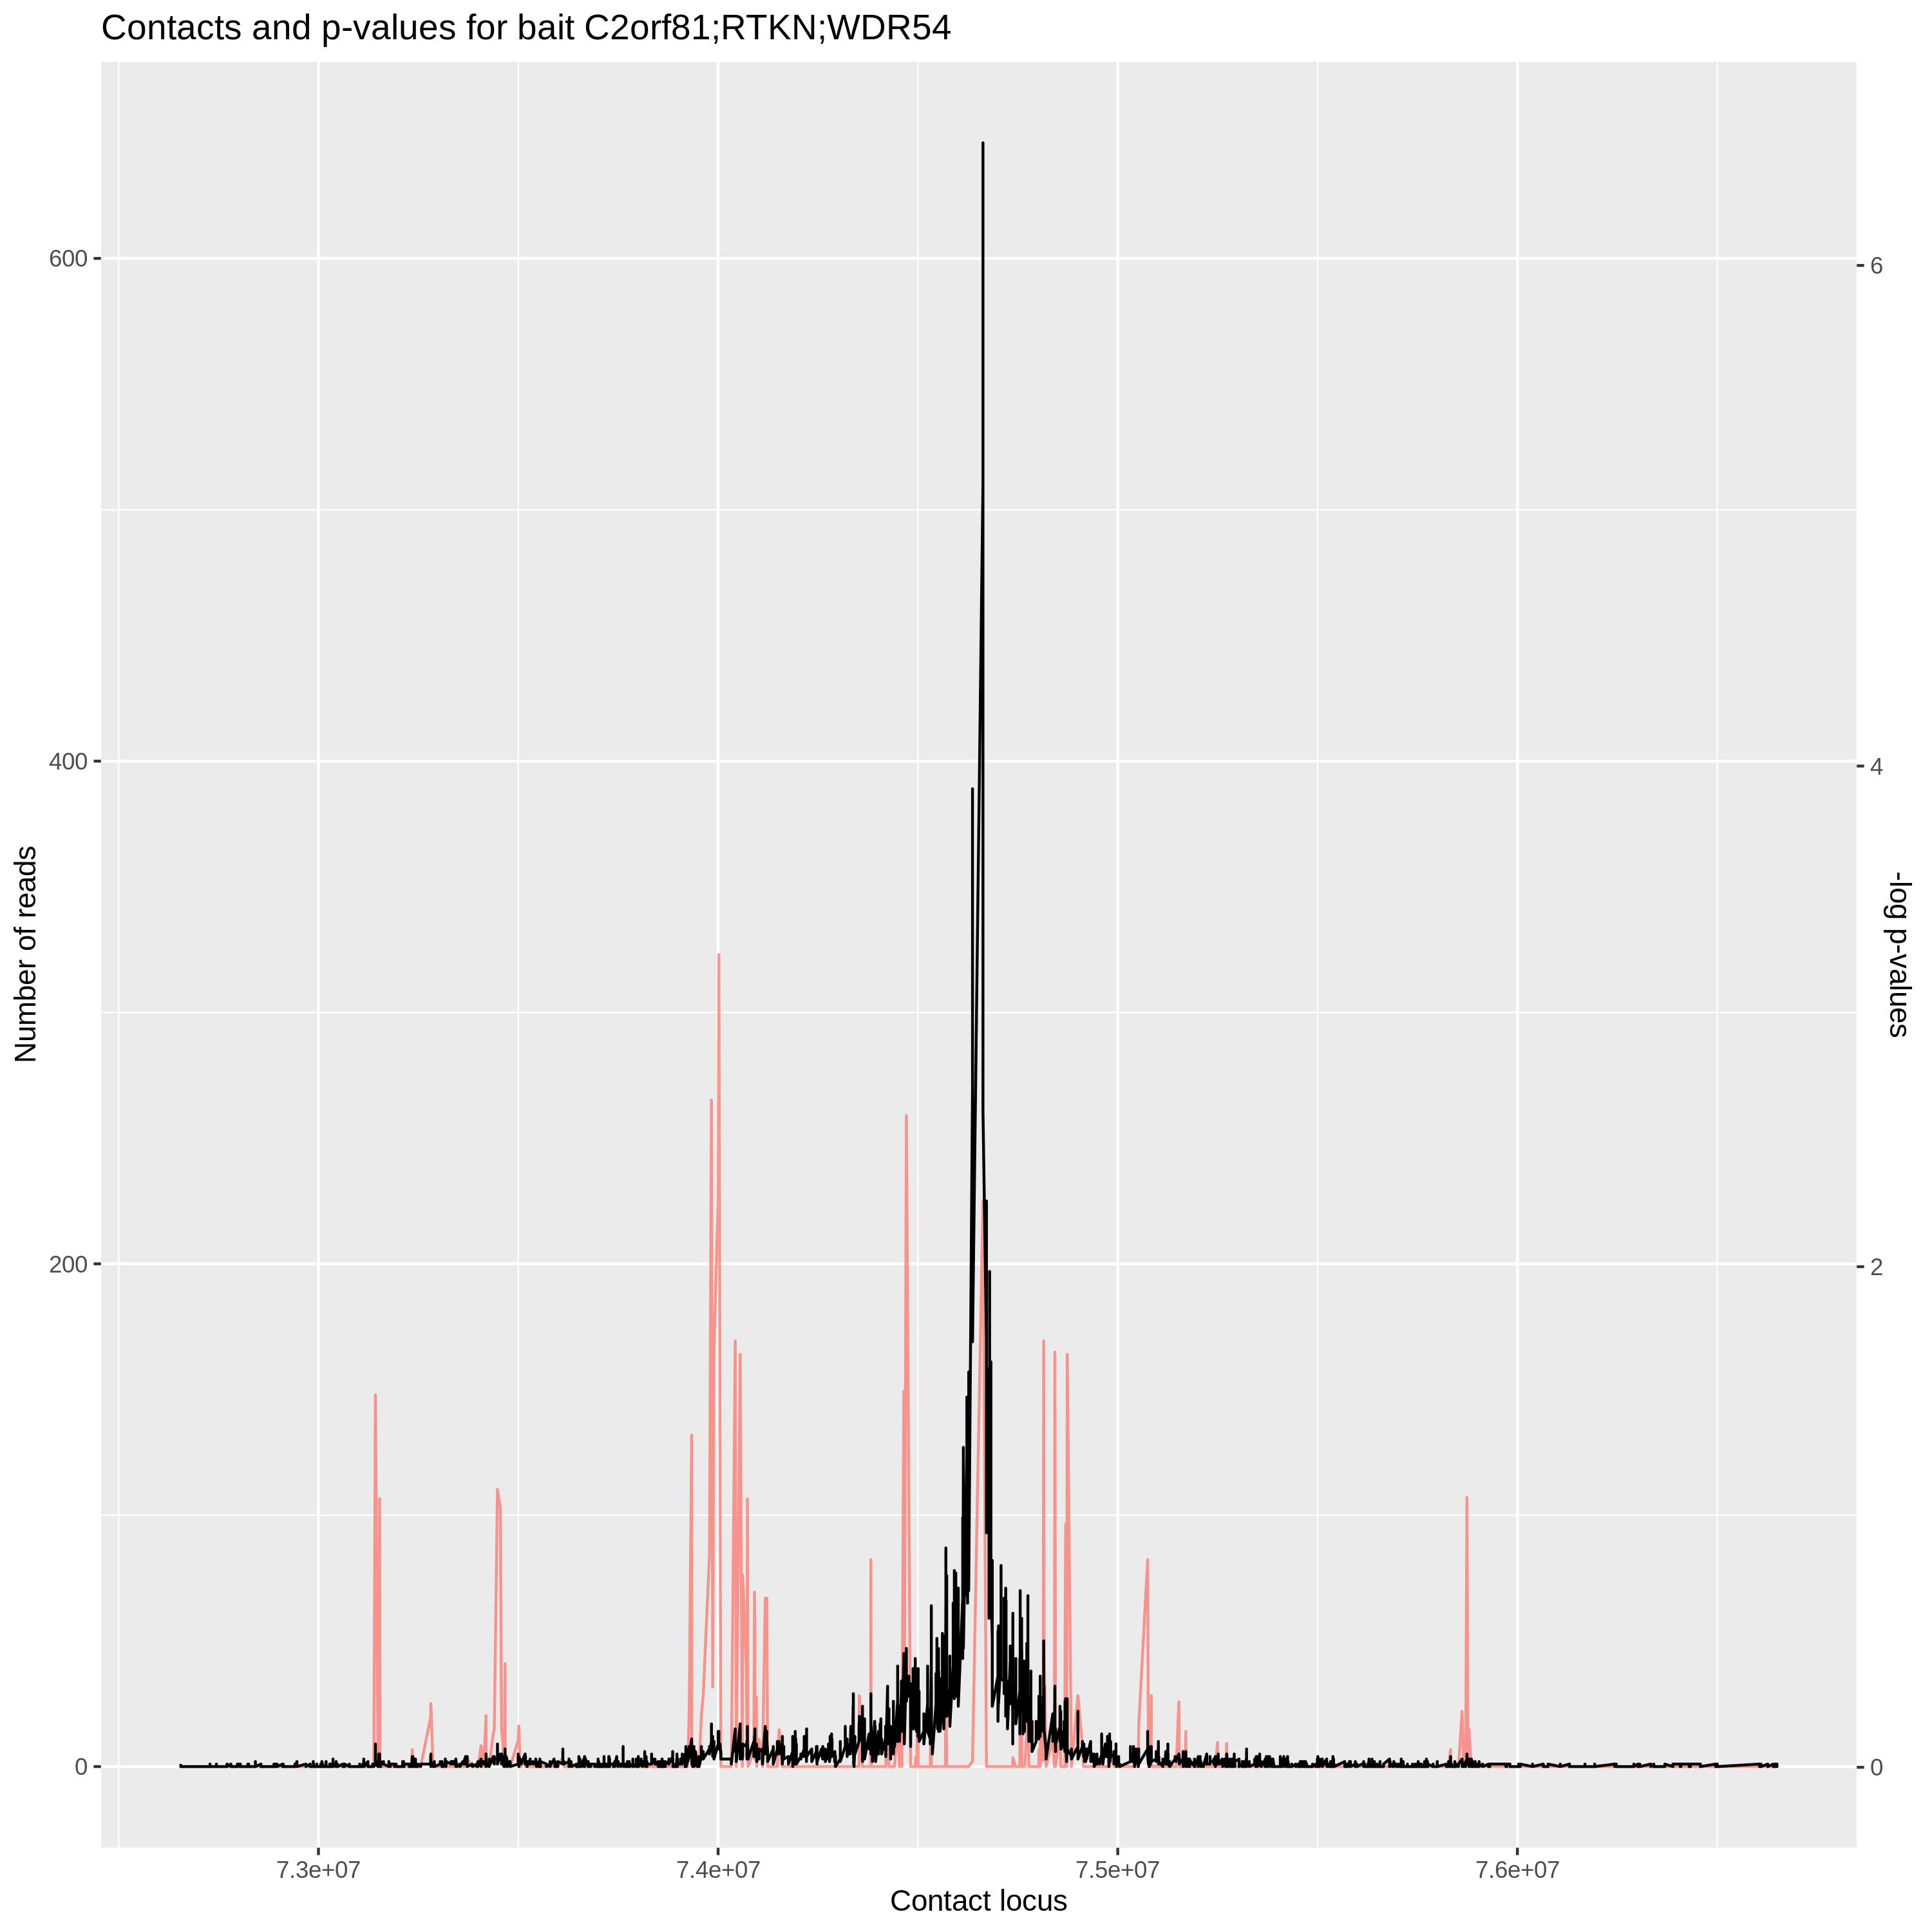 Contacts and p-values for bait C2orf81;RTKN;WDR54
600
400
200
0
Number of reads
6
4
2
0
-log p-values
7.3e+07
7.4e+07
7.5e+07
7.6e+07
Contact locus